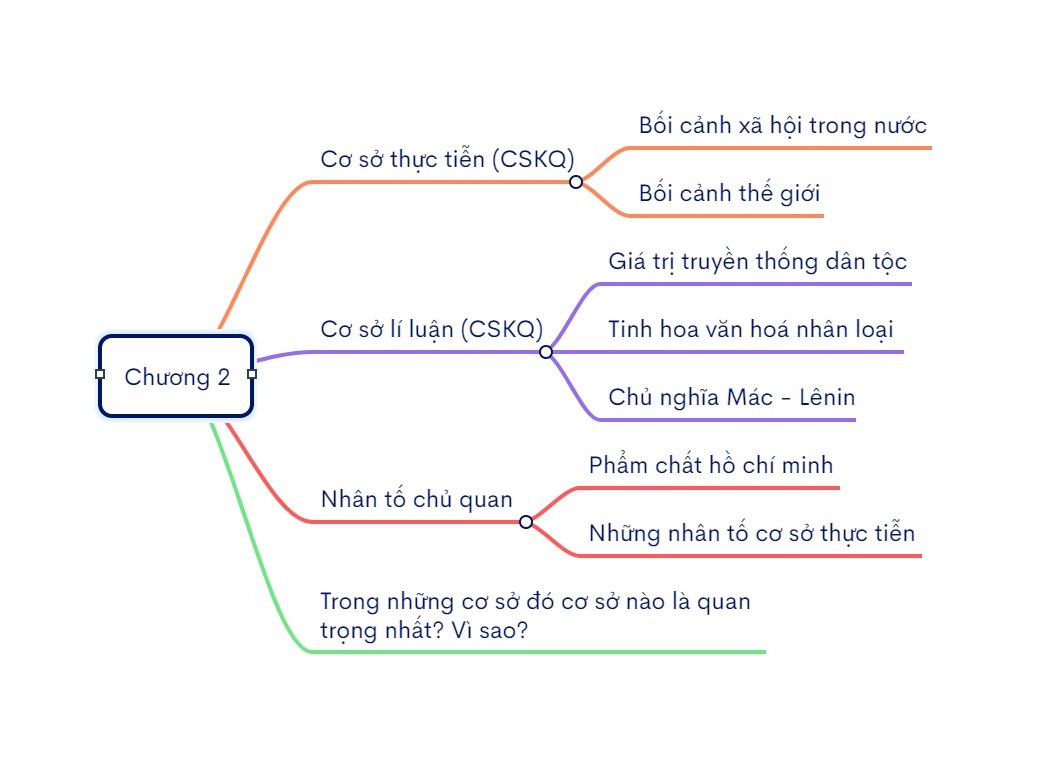 Chương 2
Cơ sở thực tiễn (CSKQ)
Bối cảnh xã hội trong nước
Bối cảnh thế giới
Cơ sở lí luận (CSKQ)
Giá trị truyền thống dân tộc
Tinh hoa văn hoá nhân loại
Chủ nghĩa Mác - Lênin
Nhân tố chủ quan
Phẩm chất hồ chí minh
Những nhân tố cơ sở thực tiễn
Trong những cơ sở đó cơ sở nào là quan
trọng nhất? Vì sao?